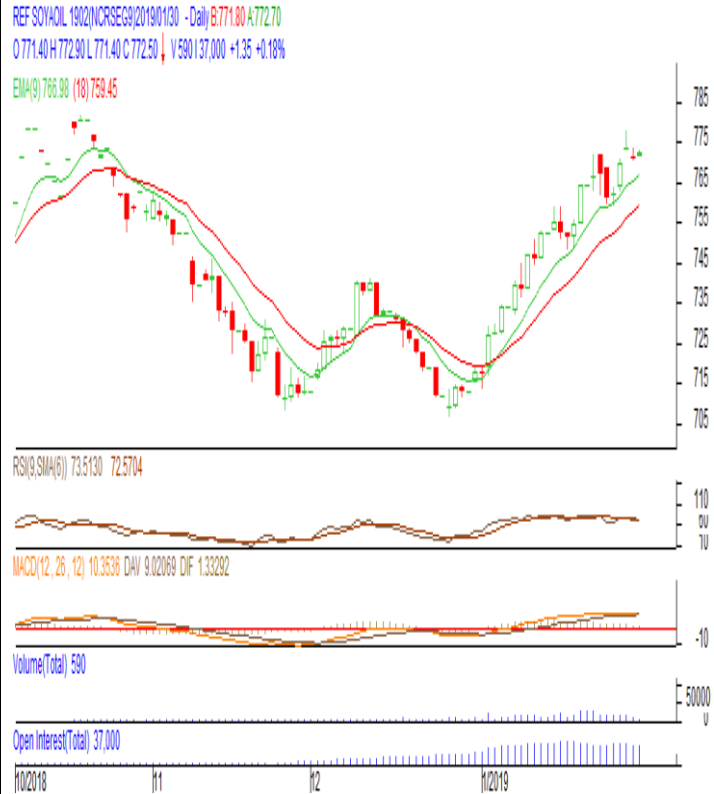 REF SOYAOIL 1902(NCRSEG9)2019/01/30 - Daily B:771.80 A:772.70
O 771.40 H 772.90 L 771.40 C 772.50 V 590 I 37,000 +1.35 +0.18%
EMA(9) 766.98 (18) 759.45
785
775
765
755
745
735
725
715
705
RSI(9,SMA(6)) 73.5130 72.5704
110
60
10
MACD(12 , 26 , 12) 10.3536 DAV 9.02069 DIF 1.33292
-10
Volume(Total) 590
50000
0
Open Interest(Total) 37,000
10/2018 11 12 1/2019